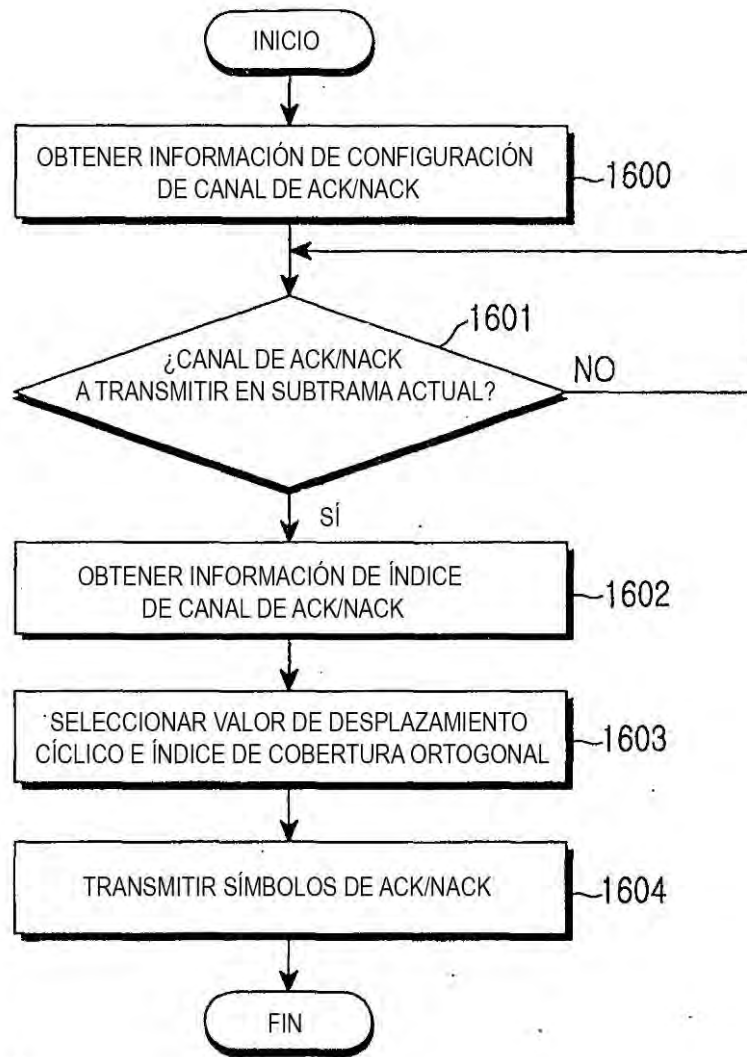 INICIO
OBTENER INFORMACIÓN DE CONFIGURACIÓN
DE CANAL DE ACK/NACK
1600
1601
¿CANAL DE ACK/NACK
A TRANSMITIR EN SUBTRAMA ACTUAL?
NO
SÍ
OBTENER INFORMACIÓN DE ÍNDICE
DE CANAL DE ACK/NACK
1602
SELECCIONAR VALOR DE DESPLAZAMIENTO
CÍCLICO E ÍNDICE DE COBERTURA ORTOGONAL
1603
TRANSMITIR SÍMBOLOS DE ACK/NACK
1604
FIN